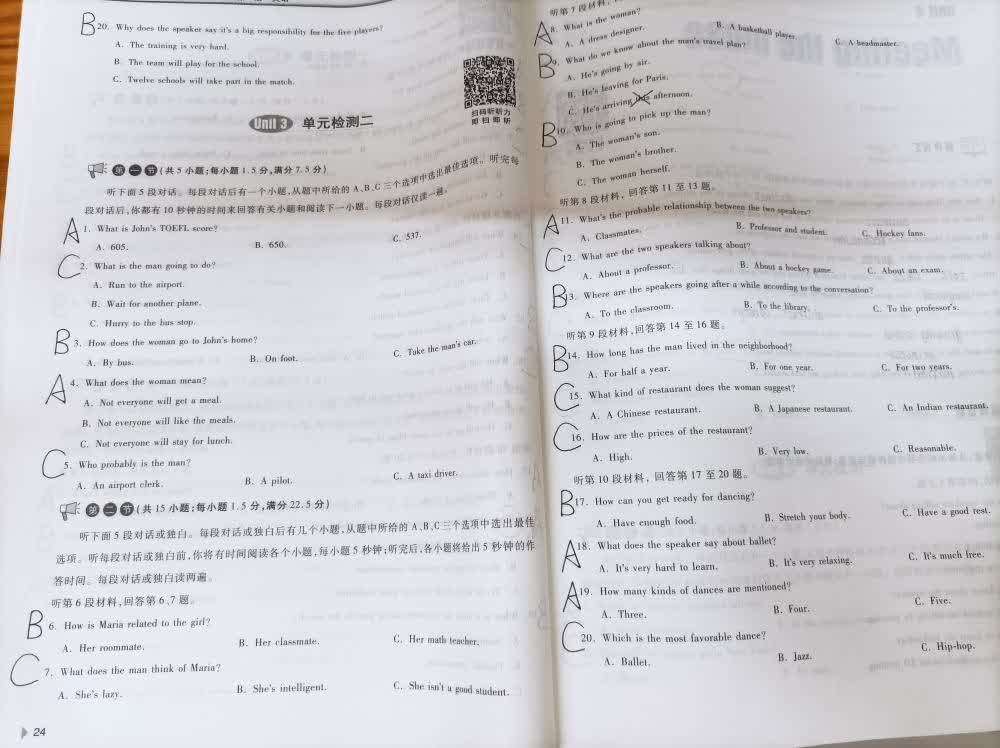 B 20. Why does the speaker say it's a big responsibility for the five players?
A. The training is very hard.
B. The team will play for the school.
C. Twelve schools will take part in the match.
扫码听听力
即扫即听
Unit 3 单元检测二
第一节 (共 5 小题;每小题 1.5 分,满分 7.5 分)
听下面 5 段对话。每段对话后有一个小题,从题中所给的 A、B、C 三个选项中选出最佳选项。听完每
段对话后,你都有 10 秒钟的时间来回答有关小题和阅读下一小题。每段对话仅读一遍。
A 1. What is John's TOEFL score?
A. 605. B. 650. C. 537.
C 2. What is the man going to do?
A. Run to the airport.
B. Wait for another plane.
C. Hurry to the bus stop.
B 3. How does the woman go to John's home?
A. By bus. B. On foot. C. Take the man's car.
A 4. What does the woman mean?
A. Not everyone will get a meal.
B. Not everyone will like the meals.
C. Not everyone will stay for lunch.
C 5. Who probably is the man?
A. An airport clerk. B. A pilot. C. A taxi driver.
第二节 (共 15 小题;每小题 1.5 分,满分 22.5 分)
听下面 5 段对话或独白。每段对话或独白后有几个小题,从题中所给的 A、B、C 三个选项中选出最佳
选项。听每段对话或独白前,你将有时间阅读各个小题,每小题 5 秒钟;听完后,各小题将给出 5 秒钟的作
答时间。每段对话或独白读两遍。
听第 6 段材料,回答第 6、7 题。
B 6. How is Maria related to the girl?
A. Her roommate. B. Her classmate. C. Her math teacher.
C 7. What does the man think of Maria?
A. She's lazy. B. She's intelligent. C. She isn't a good student.
24
听第 7 段材料,
A 8. What is the woman?
A. A dress designer. B. A basketball player. C. A headmaster.
B 9. What do we know about the man's travel plan?
A. He's going by air.
B. He's leaving for Paris.
C. He's arriving this afternoon.
B 10. Who is going to pick up the man?
A. The woman's son.
B. The woman's brother.
C. The woman herself.
听第 8 段材料,回答第 11 至 13 题。
A 11. What's the probable relationship between the two speakers?
A. Classmates. B. Professor and student. C. Hockey fans.
C 12. What are the two speakers talking about?
A. About a professor. B. About a hockey game. C. About an exam.
B 13. Where are the speakers going after a while according to the conversation?
A. To the classroom. B. To the library. C. To the professor's.
听第 9 段材料,回答第 14 至 16 题。
B 14. How long has the man lived in the neighborhood?
A. For half a year. B. For one year. C. For two years.
C 15. What kind of restaurant does the woman suggest?
A. A Chinese restaurant. B. A Japanese restaurant. C. An Indian restaurant.
C 16. How are the prices of the restaurant?
A. High. B. Very low. C. Reasonable.
听第 10 段材料,回答第 17 至 20 题。
B 17. How can you get ready for dancing?
A. Have enough food. B. Stretch your body. C. Have a good rest.
A 18. What does the speaker say about ballet?
A. It's very hard to learn. B. It's very relaxing. C. It's much free.
A 19. How many kinds of dances are mentioned?
A. Three. B. Four. C. Five.
C 20. Which is the most favorable dance?
A. Ballet. B. Jazz. C. Hip-hop.